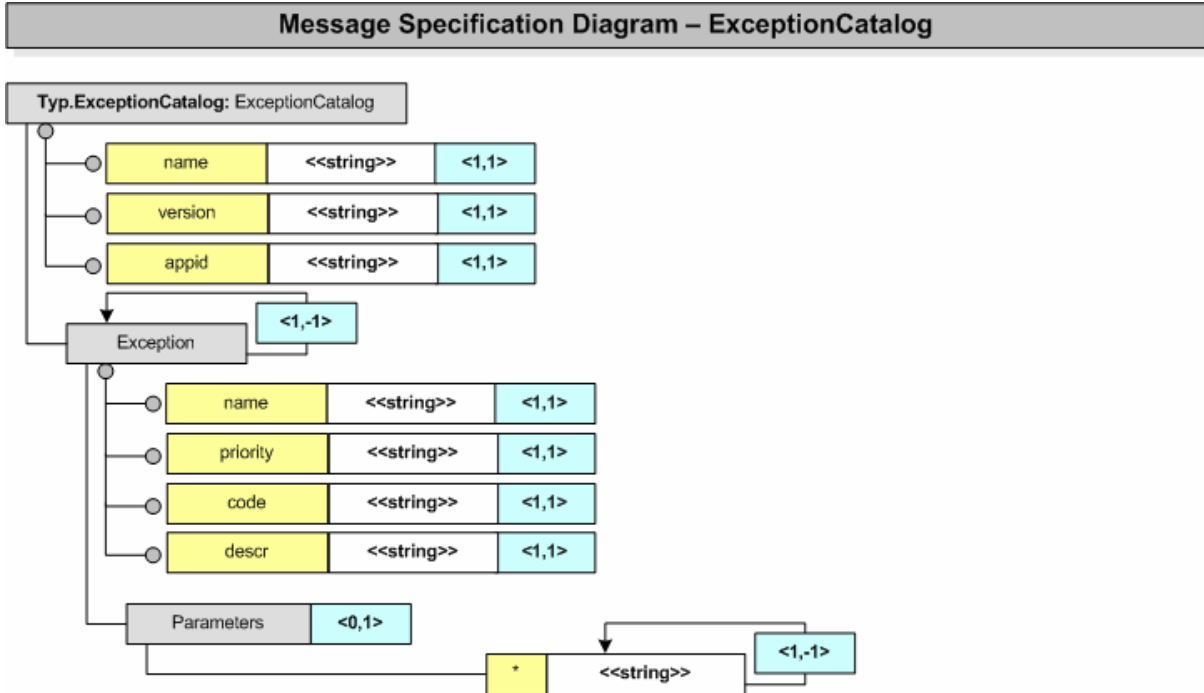 Message Specification Diagram – ExceptionCatalog
Typ.ExceptionCatalog: ExceptionCatalog
name <<string>> <1,1>
version <<string>> <1,1>
appid <<string>> <1,1>
<1,-1>
Exception
name <<string>> <1,1>
priority <<string>> <1,1>
code <<string>> <1,1>
descr <<string>> <1,1>
Parameters <0,1>
<1,-1>
* <<string>>